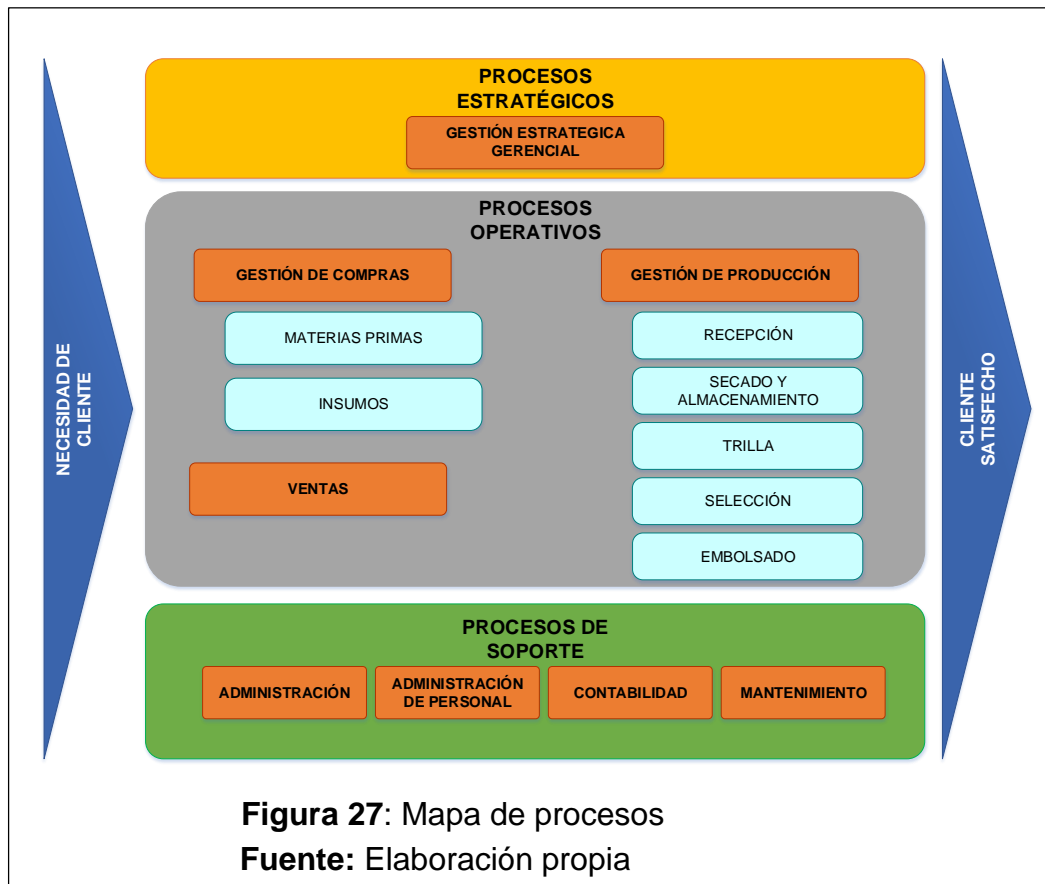 NECESIDAD DE
CLIENTE
PROCESOS
ESTRATÉGICOS
GESTIÓN ESTRATEGICA
GERENCIAL
PROCESOS
OPERATIVOS
GESTIÓN DE COMPRAS
MATERIAS PRIMAS
INSUMOS
VENTAS
GESTIÓN DE PRODUCCIÓN
RECEPCIÓN
SECADO Y
ALMACENAMIENTO
TRILLA
SELECCIÓN
EMBOLSADO
PROCESOS DE
SOPORTE
ADMINISTRACIÓN
ADMINISTRACIÓN
DE PERSONAL
CONTABILIDAD
MANTENIMIENTO
CLIENTE
SATISFECHO
Figura 27: Mapa de procesos
Fuente: Elaboración propia